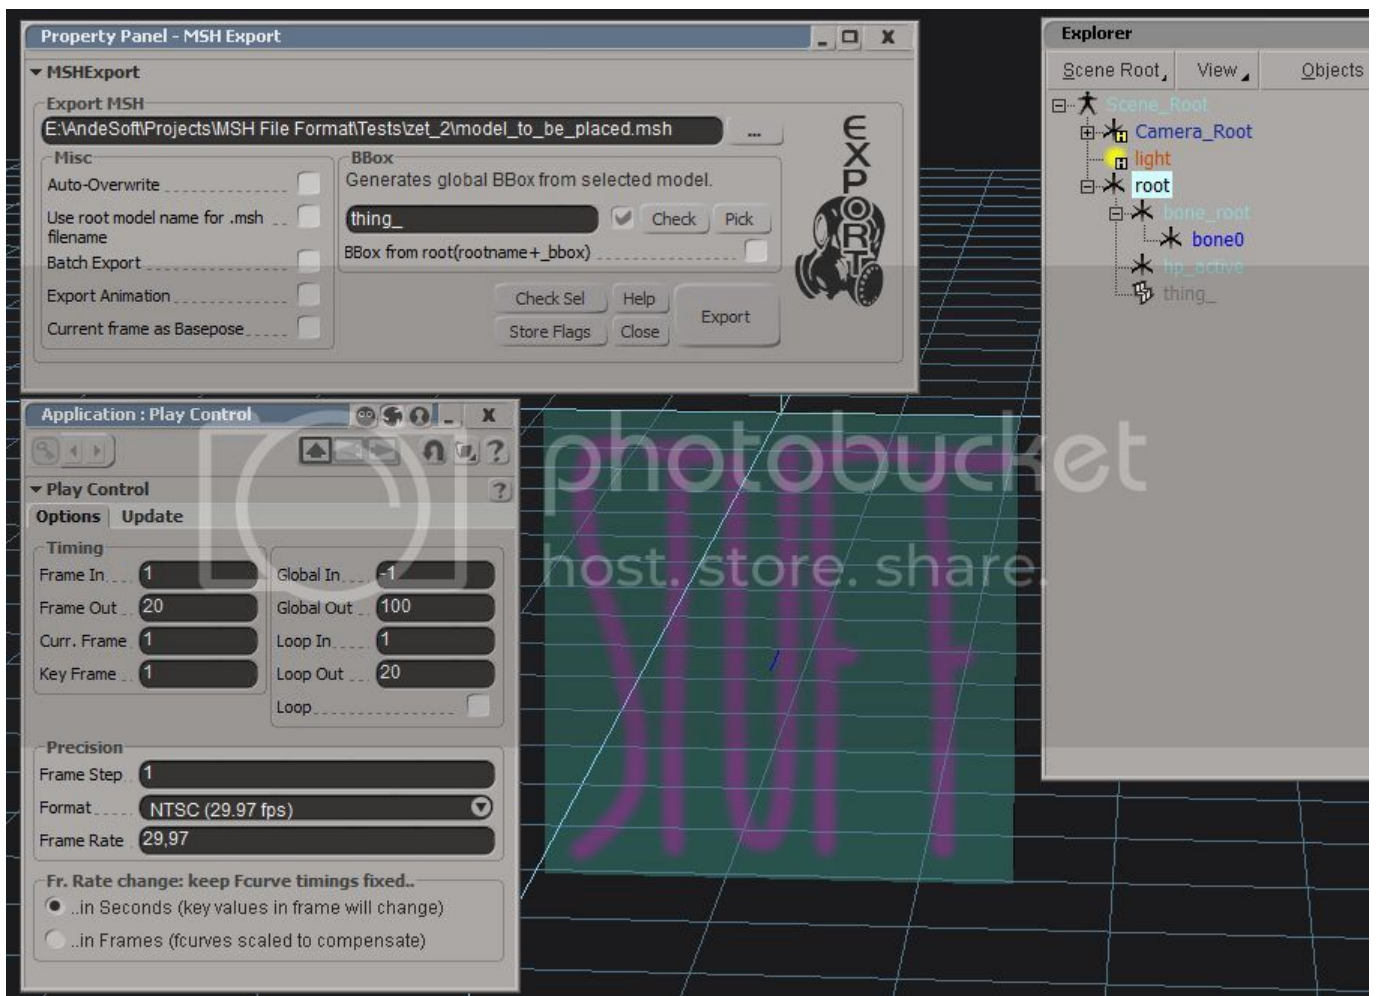 Property Panel - MSH Export
MSHExport
Export MSH
E:\AndeSoft\Projects\MSH File Format\Tests\zet_2\model_to_be_placed.msh
...
Misc
Auto-Overwrite
Use root model name for .msh
filename
Batch Export
Export Animation
Current frame as Basepose
BBox
Generates global BBox from selected model.
thing_
Check
Pick
BBox from root(rootname+_bbox)
Check Sel
Help
Export
Store Flags
Close
EXPORT
Explorer
Scene Root
View
Objects
Scene_Root
Camera_Root
H
light
H
root
bone_root
bone0
hp_active
thing_
Application : Play Control
Play Control
?
?
Options
Update
Timing
Frame In 1
Frame Out 20
Curr. Frame 1
Key Frame 1
Global In -1
Global Out 100
Loop In 1
Loop Out 20
Loop
Precision
Frame Step 1
Format NTSC (29.97 fps)
Frame Rate 29,97
Fr. Rate change: keep Fcurve timings fixed..
..in Seconds (key values in frame will change)
..in Frames (fcurves scaled to compensate)
photobucket
host. store. share.